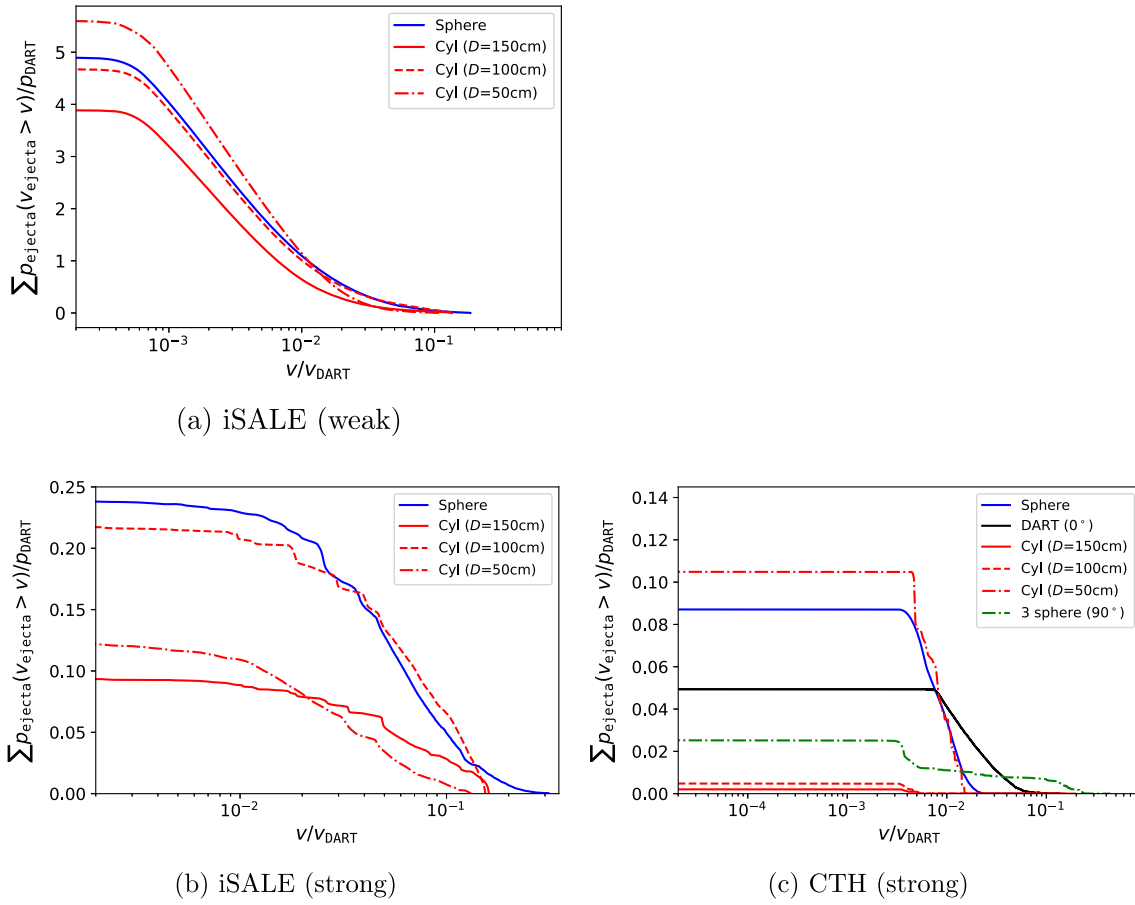 Sphere
Cyl (D=150cm)
Cyl (D=100cm)
Cyl (D=50cm)
5
4
3
2
1
0
∑ p_ejecta(v_ejecta > v)/p_DART
10⁻³
10⁻²
10⁻¹
v/v_DART
(a) iSALE (weak)
Sphere
Cyl (D=150cm)
Cyl (D=100cm)
Cyl (D=50cm)
0.25
0.20
0.15
0.10
0.05
0.00
∑ p_ejecta(v_ejecta > v)/p_DART
10⁻²
10⁻¹
v/v_DART
(b) iSALE (strong)
Sphere
DART (0°)
Cyl (D=150cm)
Cyl (D=100cm)
Cyl (D=50cm)
3 sphere (90°)
0.14
0.12
0.10
0.08
0.06
0.04
0.02
0.00
∑ p_ejecta(v_ejecta > v)/p_DART
10⁻⁴
10⁻³
10⁻²
10⁻¹
v/v_DART
(c) CTH (strong)